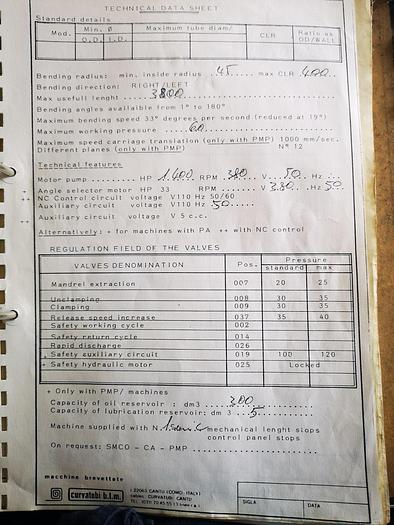 TECHNICAL DATA SHEET
Standard details
Mod. Min. Ø O.D. I.D. Maximum tube diam/ CLR Ratio as OD/WALL
Bending radius: min. inside radius ..45.... max CLR 400...
Bending direction: RIGHT/LEFT
Max usefull lenght ......3800..........
Bending angles available from 1° to 180°
Maximum bending speed 33° degrees per second (reduced at 19°)
Maximum working pressure .....60.......
Maximum speed carriage translation (only with PMP) 1000 mm/sec.
Different planes (only with PMP) N° 12
Technical features
Motor pump.... HP 1.400 RPM 380 V....50..Hz ...
Angle selector motor HP 33 RPM ....... V 380 ..Hz 50.
++ NC Control circuit voltage V110 Hz 50/60
Auxiliary circuit voltage V110 Hz 50.....
++ Auxiliary circuit voltage V 5 c.c.
Alternatively: + for machines with PA ++ with NC control
REGULATION FIELD OF THE VALVES
VALVES DENOMINATION Pos. Pressure
standard max
Mandrel extraction 007 20 25
Unclamping 008 30 35
Clamping 009 30 35
Release speed increase 037 35 40
Safety working cycle 002
Safety return cycle 014
Rapid discharge 026
+ Safety auxiliary circuit 019 100 120
+ Safety hydraulic system 025 Locked
+ Only with PMP/ machines
Capacity of oil reservoir : dm3 ...200..........
Capacity of lubrication reservoir: dm 3 ...5.......
Machine supplied with N. mechanical lenght slops
control panel stops
On request: SMCO - CA - PMP ............................
macchine brevettate
curvatubi b.l.m.
22063 CANTU (COMO, ITALY)
SIGLA DATA